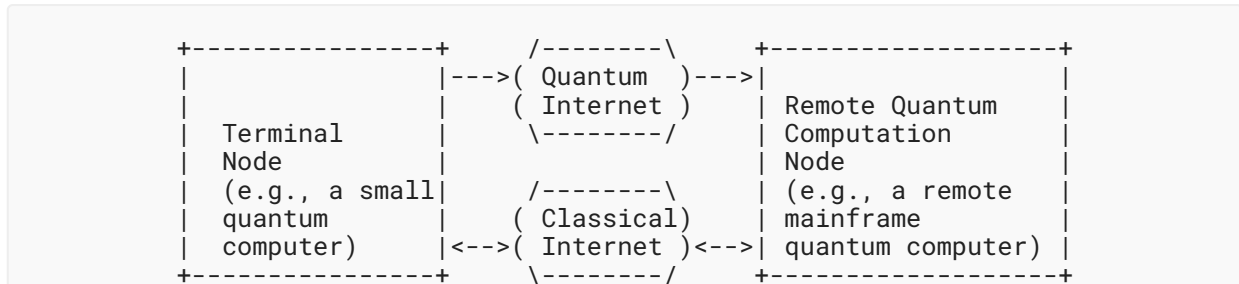 +----------------+     /--------\     +-------------------+
|                |--->( Quantum  )--->|                   |
|                |    ( Internet )    | Remote Quantum    |
|  Terminal      |     \--------/     | Computation       |
|  Node          |                    | Node              |
|  (e.g., a small|     /--------\     | (e.g., a remote   |
|  quantum       |    ( Classical)    | mainframe         |
|  computer)     |<-->( Internet )<-->| quantum computer) |
+----------------+     \--------/     +-------------------+